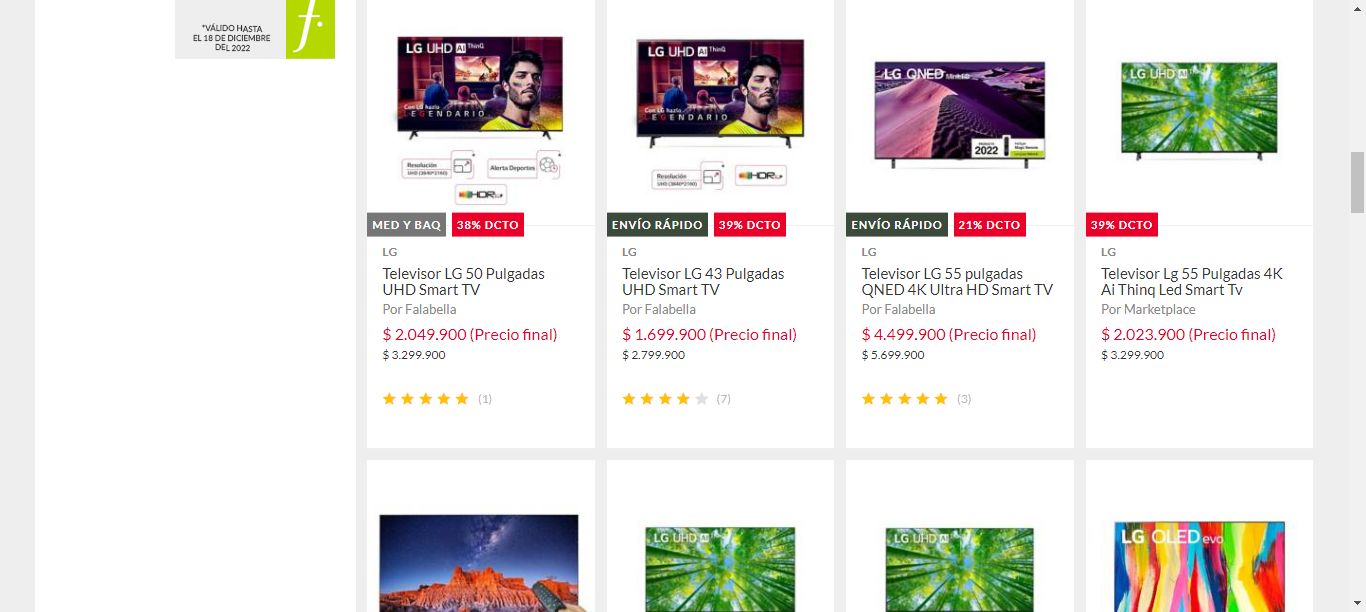 *VÁLIDO HASTA
EL 18 DE DICIEMBRE
DEL 2022
f.
LG UHD AI ThinQ
Con LG hazlo
LEGENDARIO
Resolución
UHD (3840*2160)
Alerta Deportes
HDR
MED Y BAQ
38% DCTO
LG
Televisor LG 50 Pulgadas
UHD Smart TV
Por Falabella
$ 2.049.900 (Precio final)
$ 3.299.900
(1)
LG UHD AI ThinQ
Con LG hazlo
LEGENDARIO
Resolución
UHD (3840*2160)
HDR
ENVÍO RÁPIDO
39% DCTO
LG
Televisor LG 43 Pulgadas
UHD Smart TV
Por Falabella
$ 1.699.900 (Precio final)
$ 2.799.900
(7)
LG QNED MiniLED
2022
Magic Remote
ENVÍO RÁPIDO
21% DCTO
LG
Televisor LG 55 pulgadas
QNED 4K Ultra HD Smart TV
Por Falabella
$ 4.499.900 (Precio final)
$ 5.699.900
(3)
LG UHD AI
39% DCTO
LG
Televisor Lg 55 Pulgadas 4K
Ai Thinq Led Smart Tv
Por Marketplace
$ 2.023.900 (Precio final)
$ 3.299.900
LG UHD AI
LG UHD AI
LG OLED evo